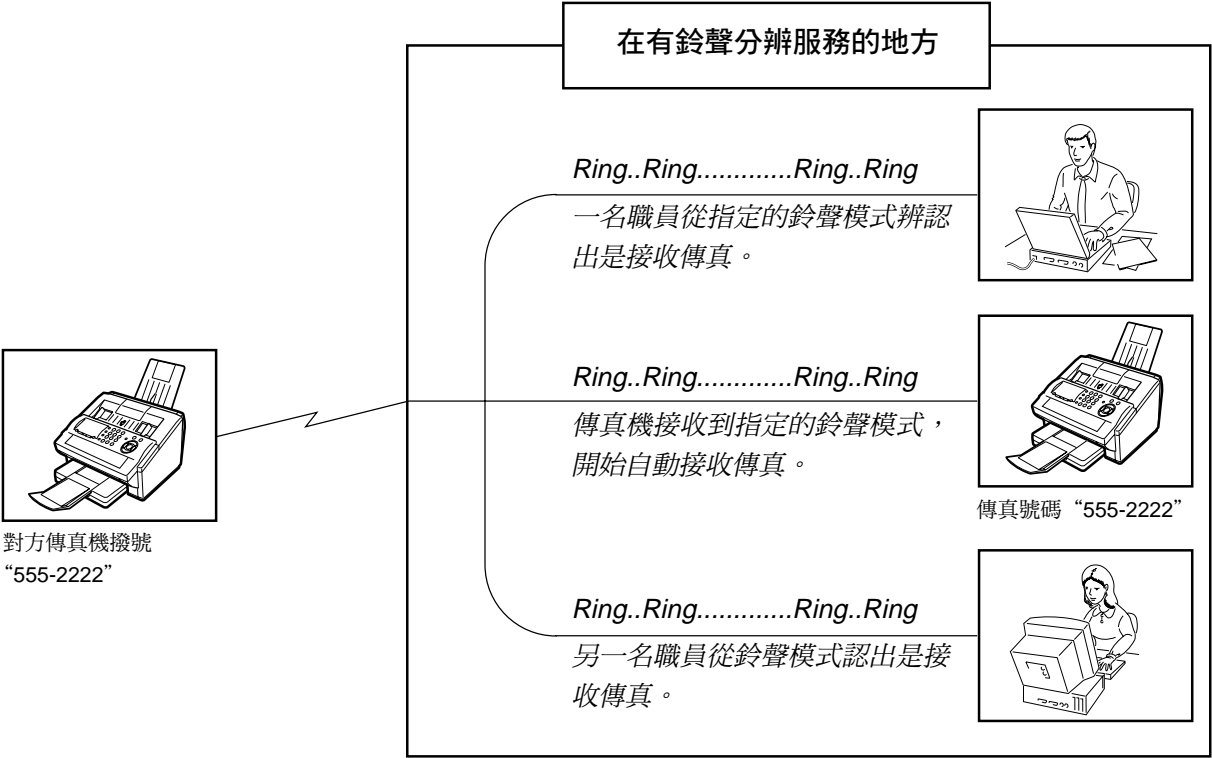 在有鈴聲分辨服務的地方
Ring..Ring.............Ring..Ring
一名職員從指定的鈴聲模式辨認
出是接收傳真。
Ring..Ring.............Ring..Ring
傳真機接收到指定的鈴聲模式，
開始自動接收傳真。
傳真號碼“555-2222”
對方傳真機撥號
“555-2222”
Ring..Ring.............Ring..Ring
另一名職員從鈴聲模式認出是接
收傳真。